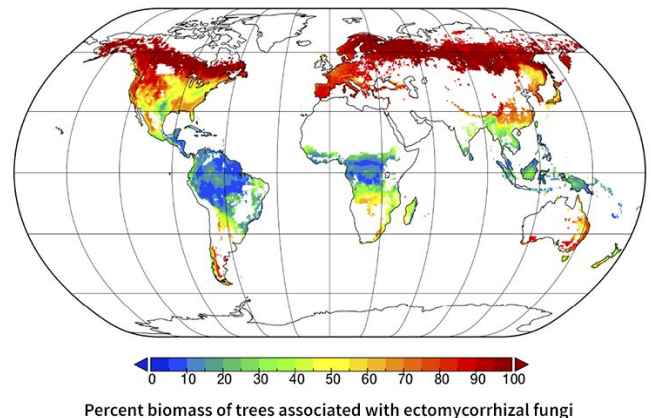 0 10 20 30 40 50 60 70 80 90 100
Percent biomass of trees associated with ectomycorrhizal fungi